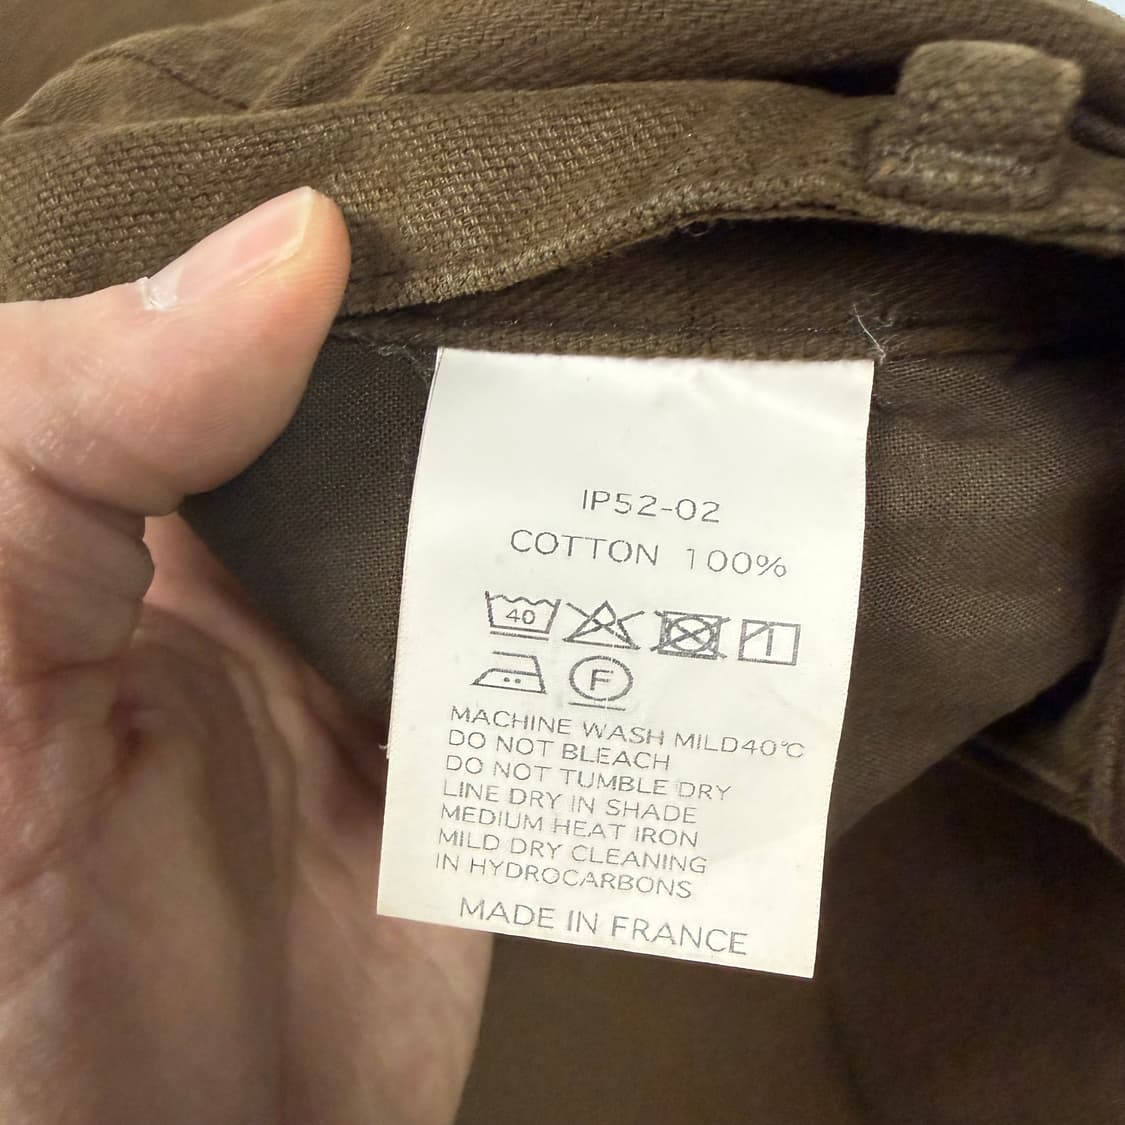 IP52-02
COTTON 100%
40
F
MACHINE WASH MILD40°C
DO NOT BLEACH
DO NOT TUMBLE DRY
LINE DRY IN SHADE
MEDIUM HEAT IRON
MILD DRY CLEANING
IN HYDROCARBONS
MADE IN FRANCE